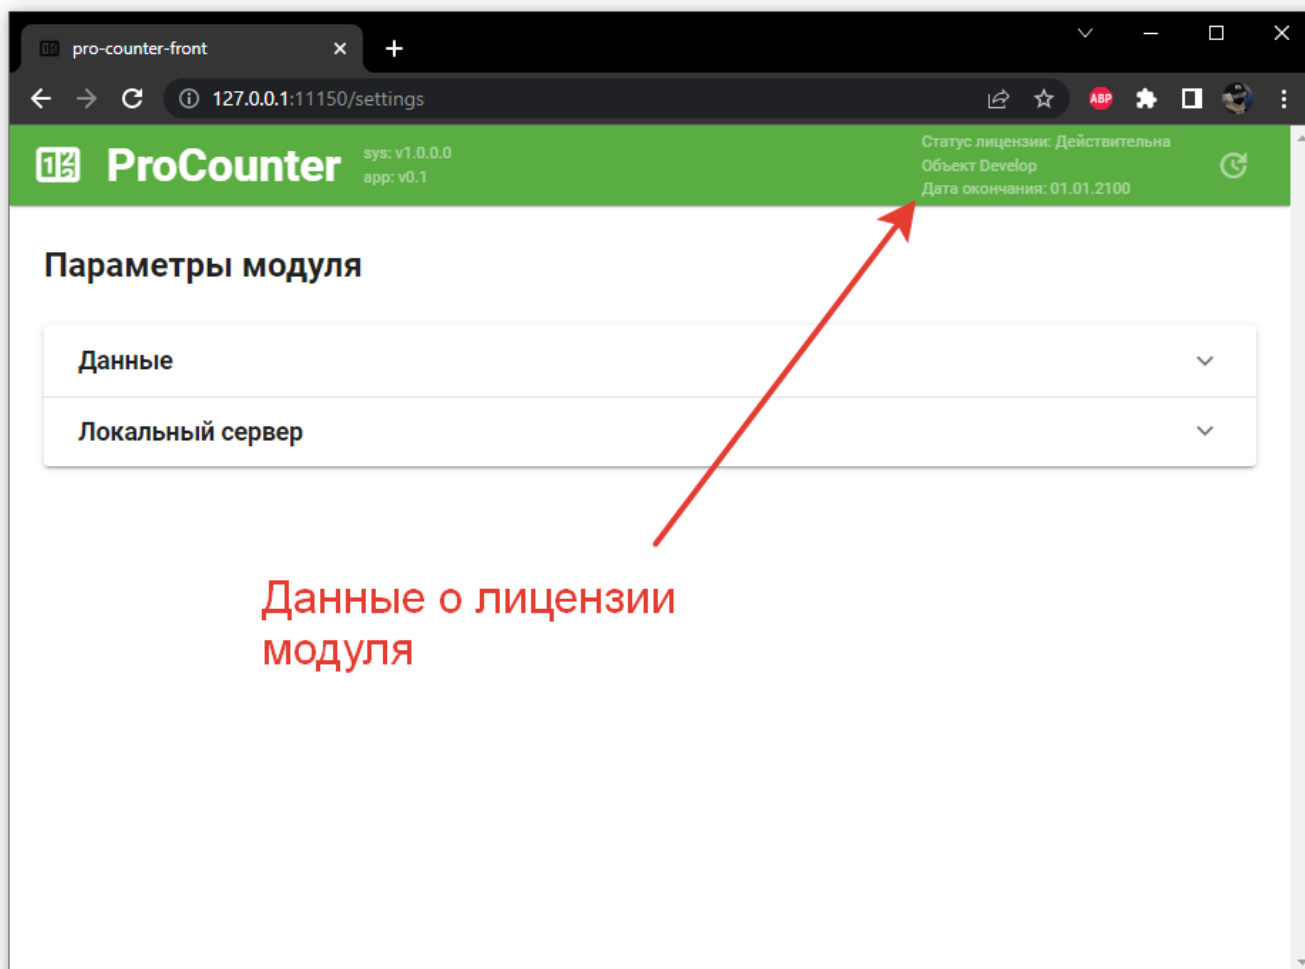 pro-counter-front
127.0.0.1:11150/settings
ABP
ProCounter
sys: v1.0.0.0
app: v0.1
Статус лицензии: Действительна
Объект Develop
Дата окончания: 01.01.2100
Параметры модуля
Данные
Локальный сервер
Данные о лицензии
модуля